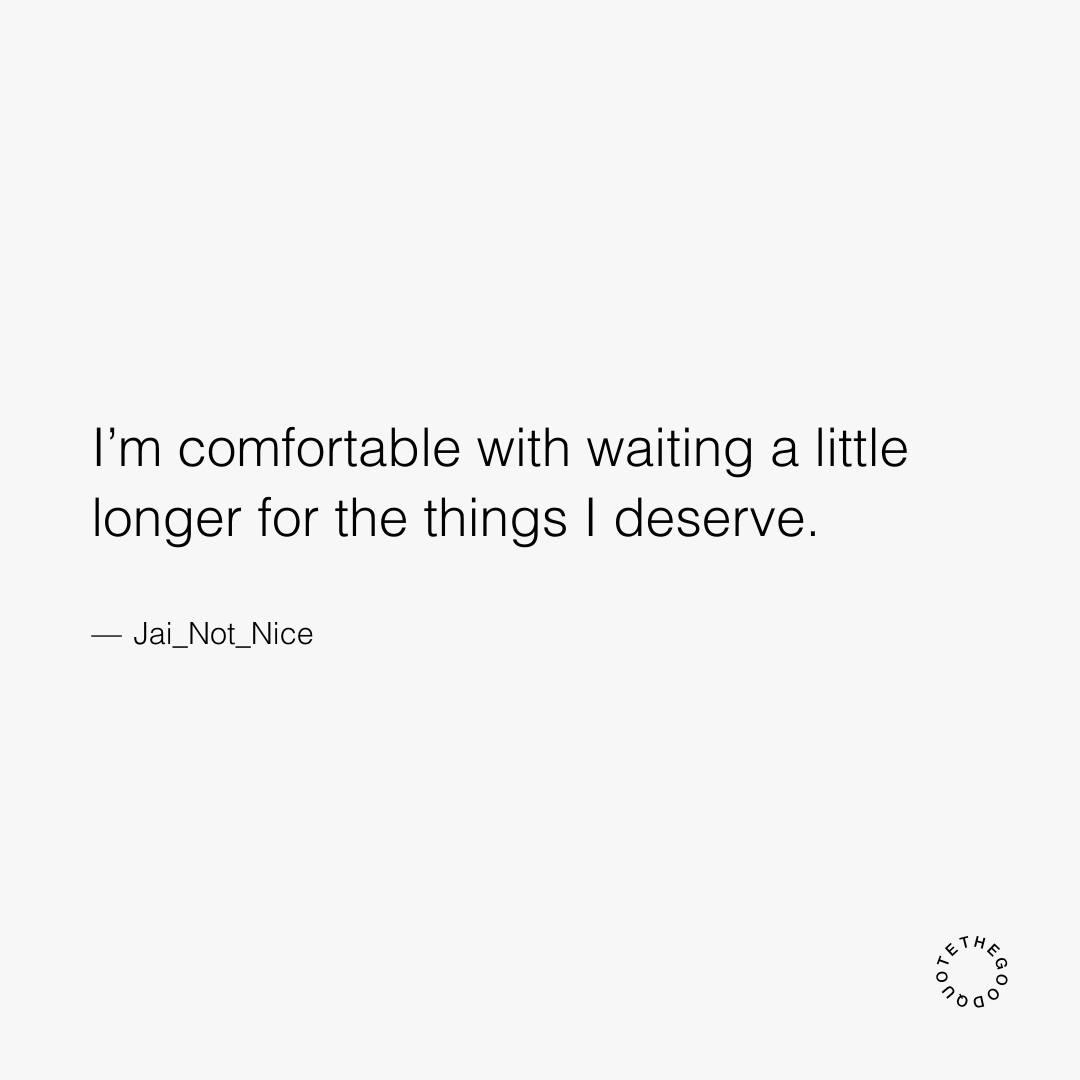 I’m comfortable with waiting a little
longer for the things I deserve.
— Jai_Not_Nice
THEGOODQUOTE